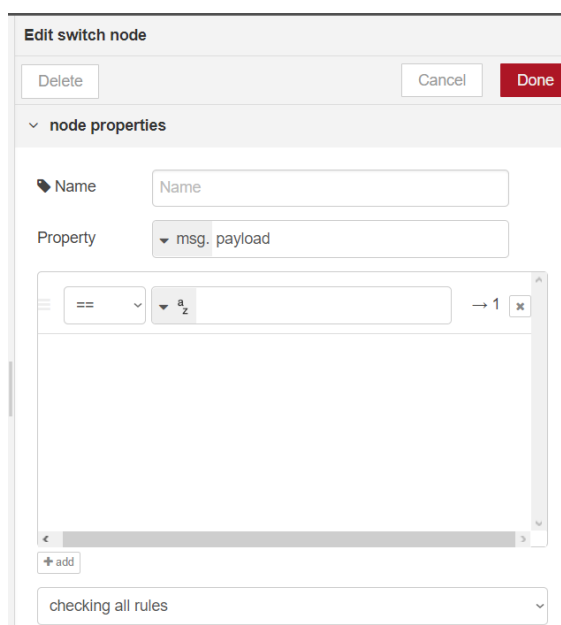 Edit switch node
Delete Cancel Done
node properties
Name Name
Property msg. payload
== a z → 1 x
+ add
checking all rules